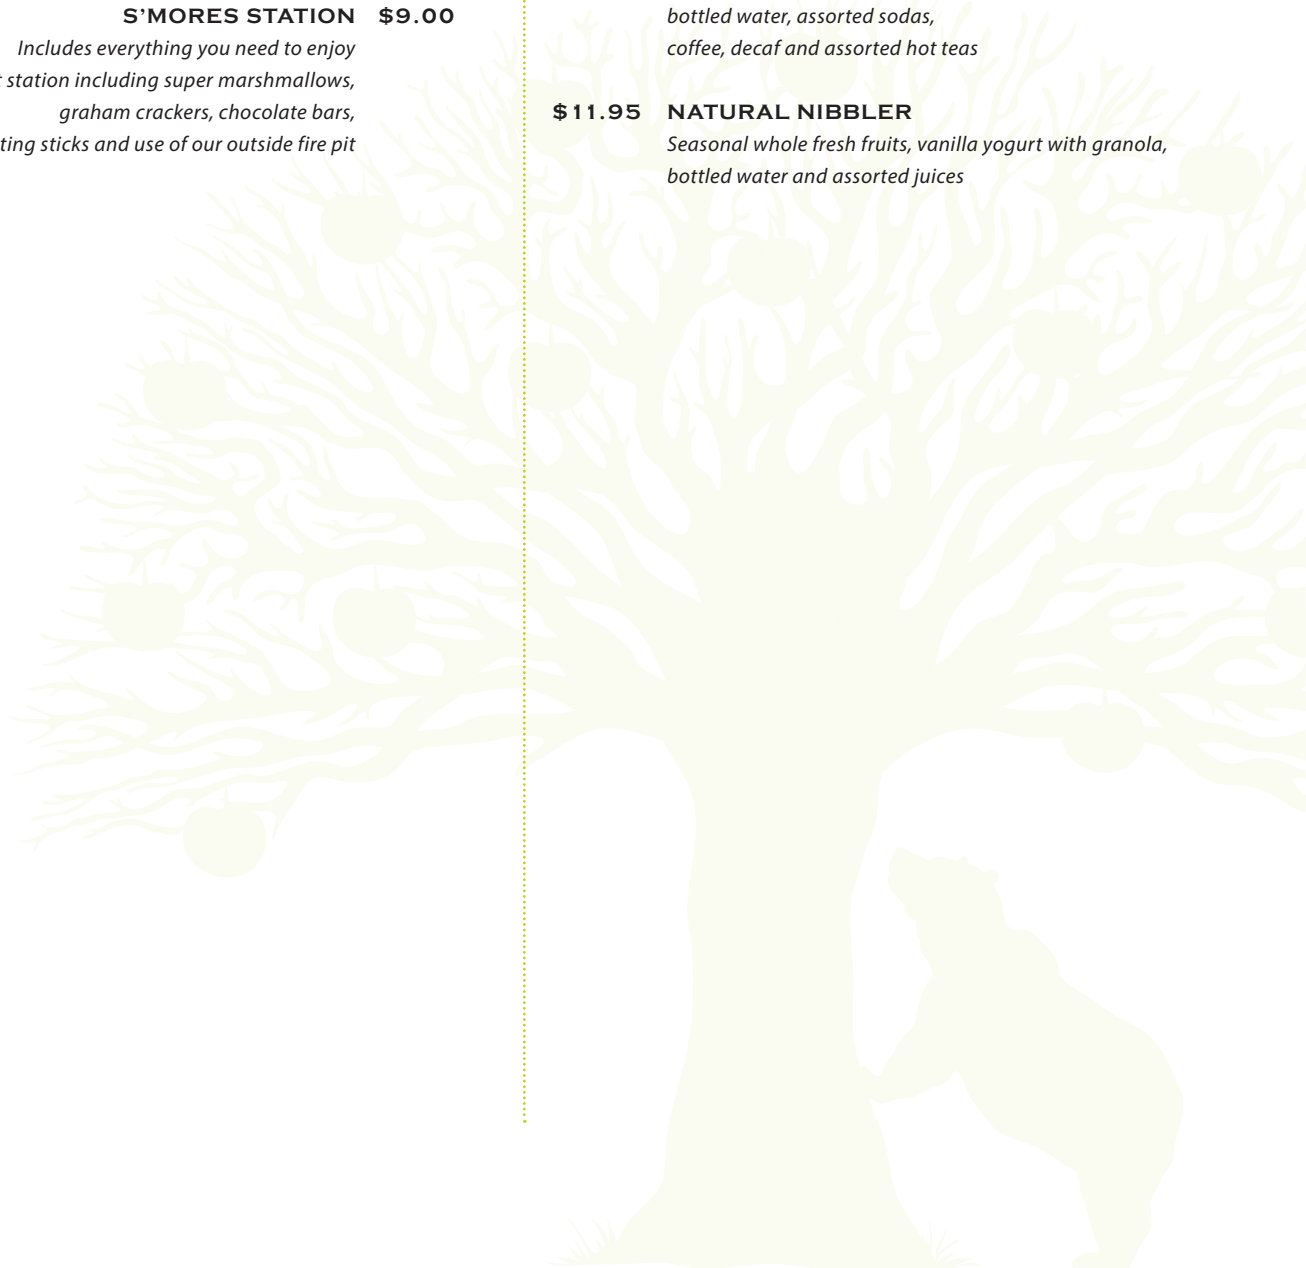 S’MORES STATION $9.00
Includes everything you need to enjoy
station including super marshmallows,
graham crackers, chocolate bars,
sticks and use of our outside fire pit
bottled water, assorted sodas,
coffee, decaf and assorted hot teas
$11.95 NATURAL NIBBLER
Seasonal whole fresh fruits, vanilla yogurt with granola,
bottled water and assorted juices